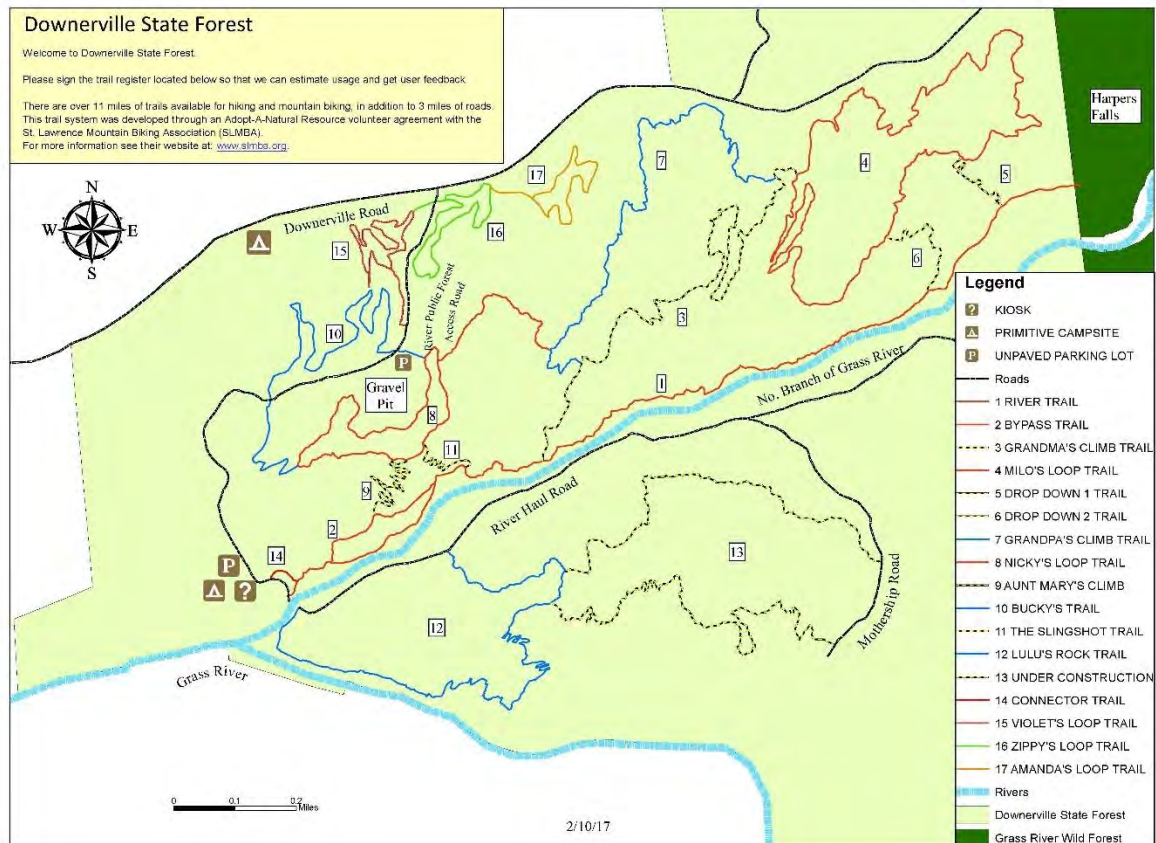 Downerville State Forest
Welcome to Downerville State Forest.
Please sign the trail register located below so that we can estimate usage and get user feedback
There are over 11 miles of trails available for hiking and mountain biking, in addition to 3 miles of roads.
This trail system was developed through an Adopt-A-Natural Resource volunteer agreement with the
St. Lawrence Mountain Biking Association (SLMBA).
For more information see their website at: www.slmba.org.
N
W E
S
Harpers
Falls
Downerville Road
River Public Forest
Access Road
Gravel
Pit
P
No. Branch of Grass River
River Haul Road
Mothership Road
Grass River
P
?
7
4
5
17
16
15
6
10
3
1
8
11
9
2
14
13
12
Legend
? KIOSK
PRIMITIVE CAMPSITE
P UNPAVED PARKING LOT
Roads
1 RIVER TRAIL
2 BYPASS TRAIL
3 GRANDMA'S CLIMB TRAIL
4 MILO'S LOOP TRAIL
5 DROP DOWN 1 TRAIL
6 DROP DOWN 2 TRAIL
7 GRANDPA'S CLIMB TRAIL
8 NICKY'S LOOP TRAIL
9 AUNT MARY'S CLIMB
10 BUCKY'S TRAIL
11 THE SLINGSHOT TRAIL
12 LULU'S ROCK TRAIL
13 UNDER CONSTRUCTION
14 CONNECTOR TRAIL
15 VIOLET'S LOOP TRAIL
16 ZIPPY'S LOOP TRAIL
17 AMANDA'S LOOP TRAIL
Rivers
Downerville State Forest
Grass River Wild Forest
0 0.1 0.2
Miles
2/10/17